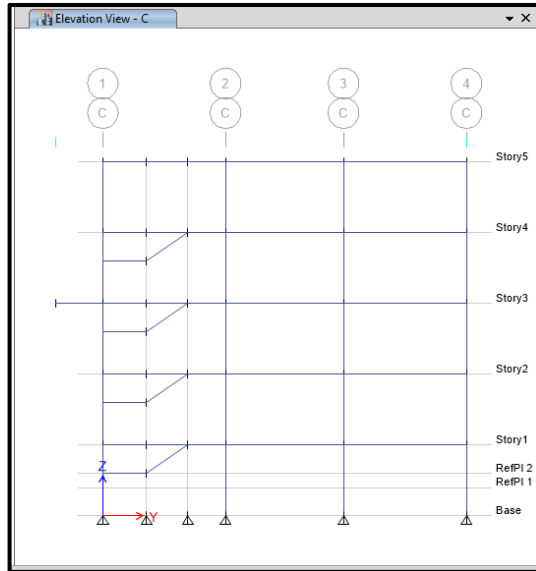 Elevation View - C
1 2 3 4
C C C C
Story5
Story4
Story3
Story2
Story1
RefPl 2
RefPl 1
Base
Z
Y